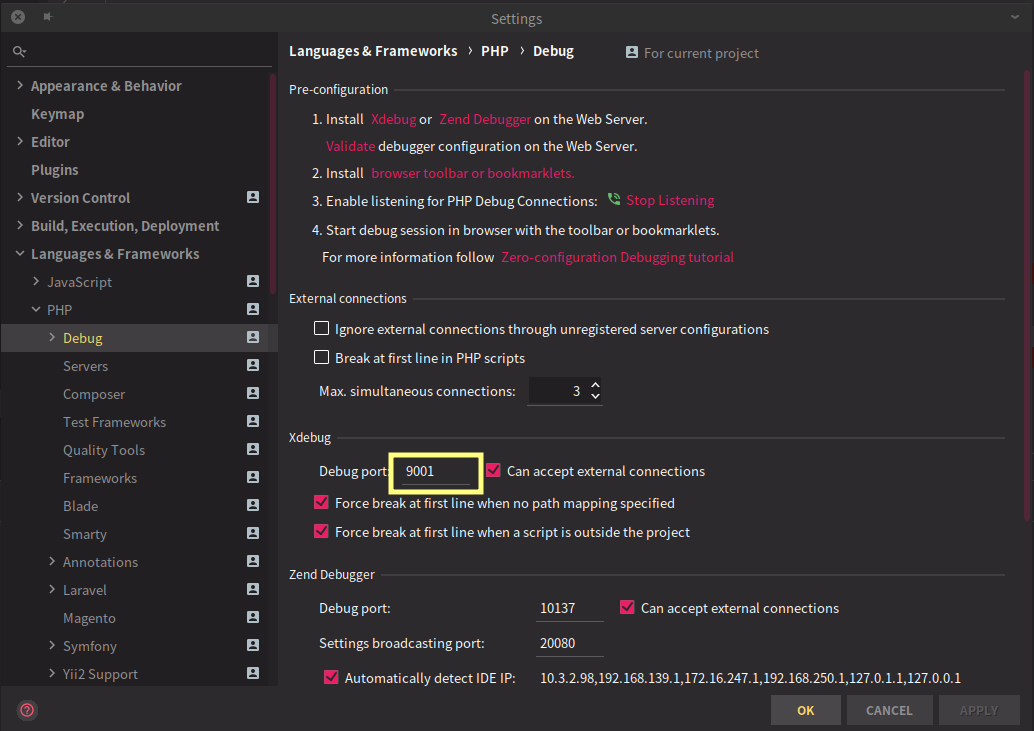 Settings
Languages & Frameworks › PHP › Debug For current project
Appearance & Behavior
Keymap
Editor
Plugins
Version Control
Build, Execution, Deployment
Languages & Frameworks
JavaScript
PHP
Debug
Servers
Composer
Test Frameworks
Quality Tools
Frameworks
Blade
Smarty
Annotations
Laravel
Magento
Symfony
Yii2 Support
Pre-configuration
1. Install Xdebug or Zend Debugger on the Web Server.
Validate debugger configuration on the Web Server.
2. Install browser toolbar or bookmarklets.
3. Enable listening for PHP Debug Connections: Stop Listening
4. Start debug session in browser with the toolbar or bookmarklets.
For more information follow Zero-configuration Debugging tutorial
External connections
Ignore external connections through unregistered server configurations
Break at first line in PHP scripts
Max. simultaneous connections: 3
Xdebug
Debug port: 9001 Can accept external connections
Force break at first line when no path mapping specified
Force break at first line when a script is outside the project
Zend Debugger
Debug port: 10137 Can accept external connections
Settings broadcasting port: 20080
Automatically detect IDE IP: 10.3.2.98,192.168.139.1,172.16.247.1,192.168.250.1,127.0.1.1,127.0.0.1
? OK CANCEL APPLY